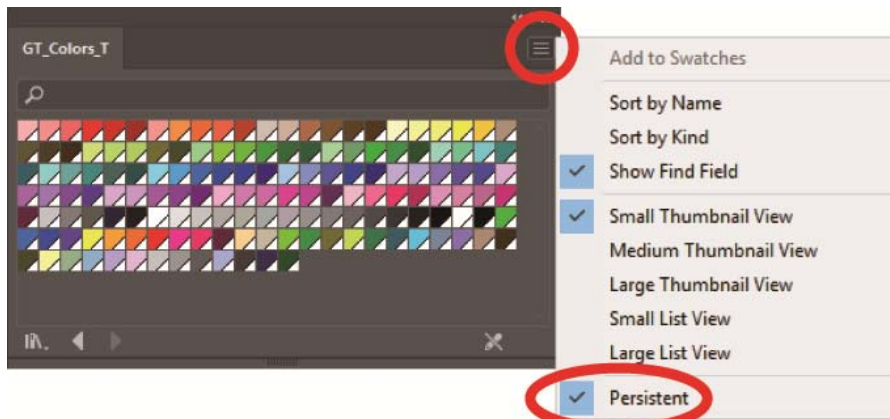 GT_Colors_T
Add to Swatches
Sort by Name
Sort by Kind
Show Find Field
Small Thumbnail View
Medium Thumbnail View
Large Thumbnail View
Small List View
Large List View
Persistent